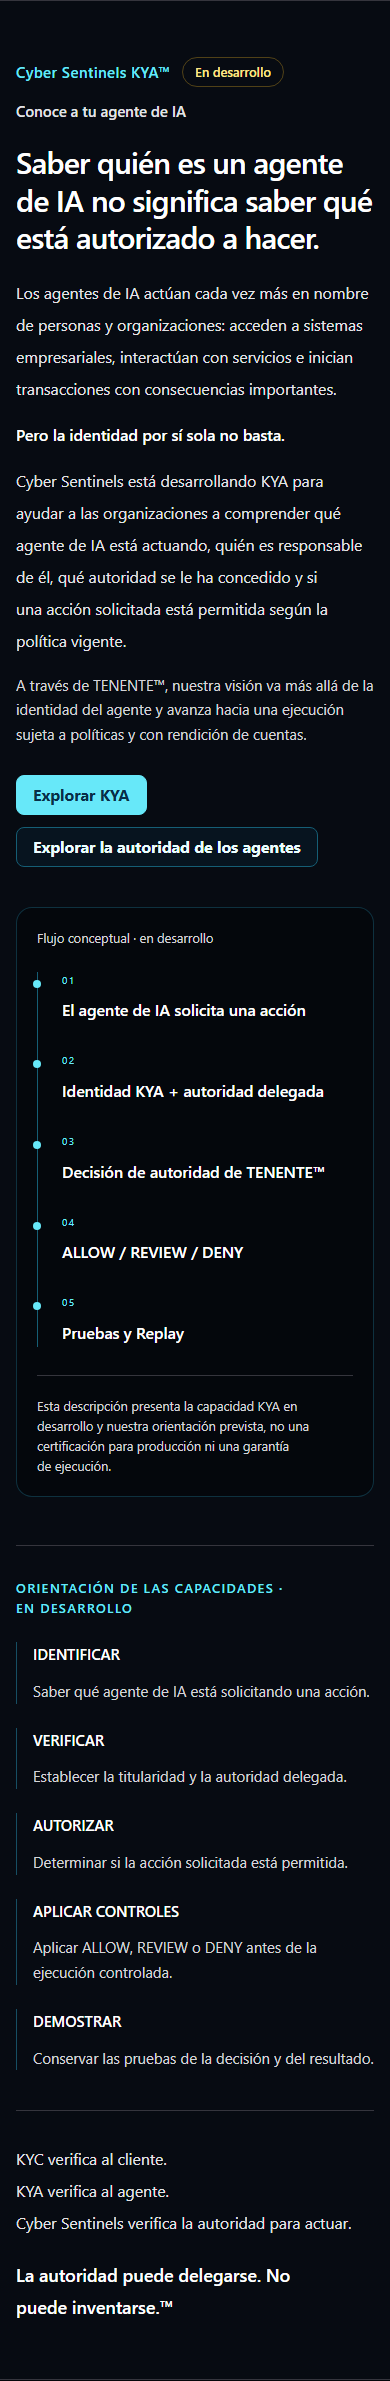 Cyber Sentinels KYA™
En desarrollo
Conoce a tu agente de IA
Saber quién es un agente
de IA no significa saber qué
está autorizado a hacer.
Los agentes de IA actúan cada vez más en nombre
de personas y organizaciones: acceden a sistemas
empresariales, interactúan con servicios e inician
transacciones con consecuencias importantes.
Pero la identidad por sí sola no basta.
Cyber Sentinels está desarrollando KYA para
ayudar a las organizaciones a comprender qué
agente de IA está actuando, quién es responsable
de él, qué autoridad se le ha concedido y si
una acción solicitada está permitida según la
política vigente.
A través de TENENTE™, nuestra visión va más allá de la
identidad del agente y avanza hacia una ejecución
sujeta a políticas y con rendición de cuentas.
Explorar KYA
Explorar la autoridad de los agentes
Flujo conceptual · en desarrollo
01
El agente de IA solicita una acción
02
Identidad KYA + autoridad delegada
03
Decisión de autoridad de TENENTE™
04
ALLOW / REVIEW / DENY
05
Pruebas y Replay
Esta descripción presenta la capacidad KYA en
desarrollo y nuestra orientación prevista, no una
certificación para producción ni una garantía
de ejecución.
ORIENTACIÓN DE LAS CAPACIDADES ·
EN DESARROLLO
IDENTIFICAR
Saber qué agente de IA está solicitando una acción.
VERIFICAR
Establecer la titularidad y la autoridad delegada.
AUTORIZAR
Determinar si la acción solicitada está permitida.
APLICAR CONTROLES
Aplicar ALLOW, REVIEW o DENY antes de la
ejecución controlada.
DEMOSTRAR
Conservar las pruebas de la decisión y del resultado.
KYC verifica al cliente.
KYA verifica al agente.
Cyber Sentinels verifica la autoridad para actuar.
La autoridad puede delegarse. No
puede inventarse.™